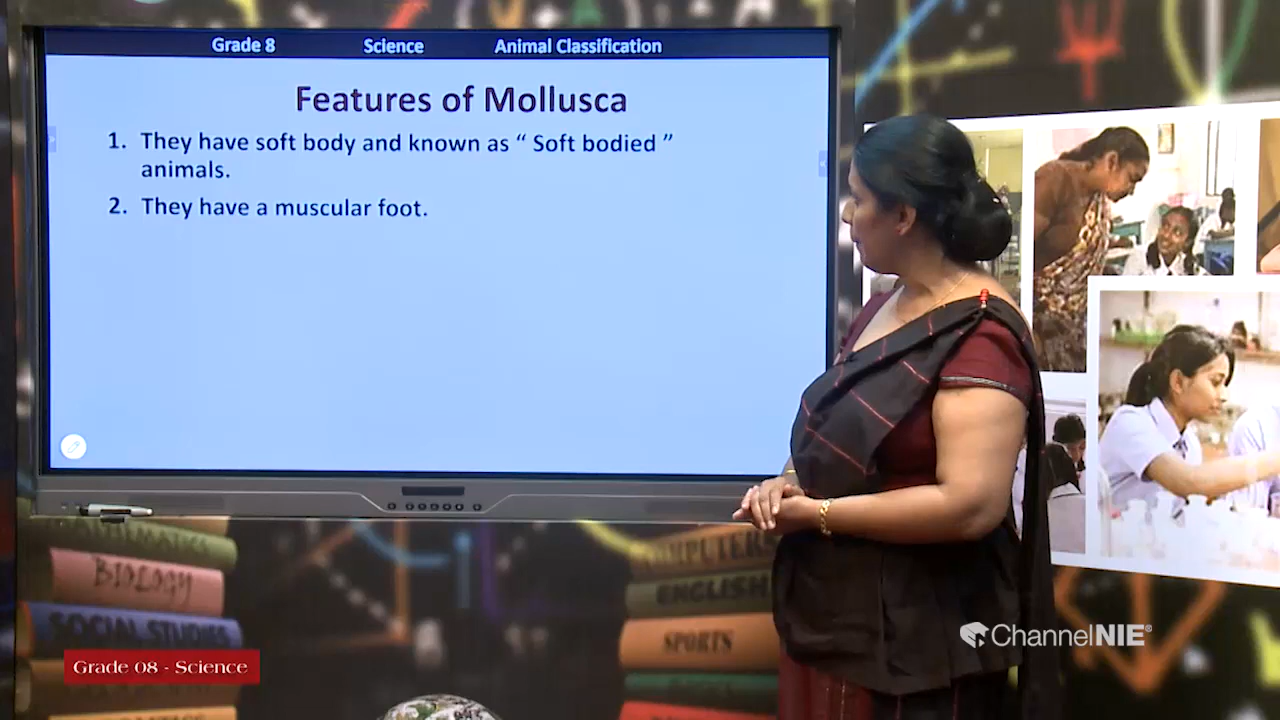 Grade 8 Science Animal Classification
Features of Mollusca
1. They have soft body and known as “ Soft bodied ”
animals.
2. They have a muscular foot.
MATHEMATICS
BIOLOGY
SOCIAL STUDIES
COMPUTERS
ENGLISH
SPORTS
Grade 08 - Science
ChannelNIE®